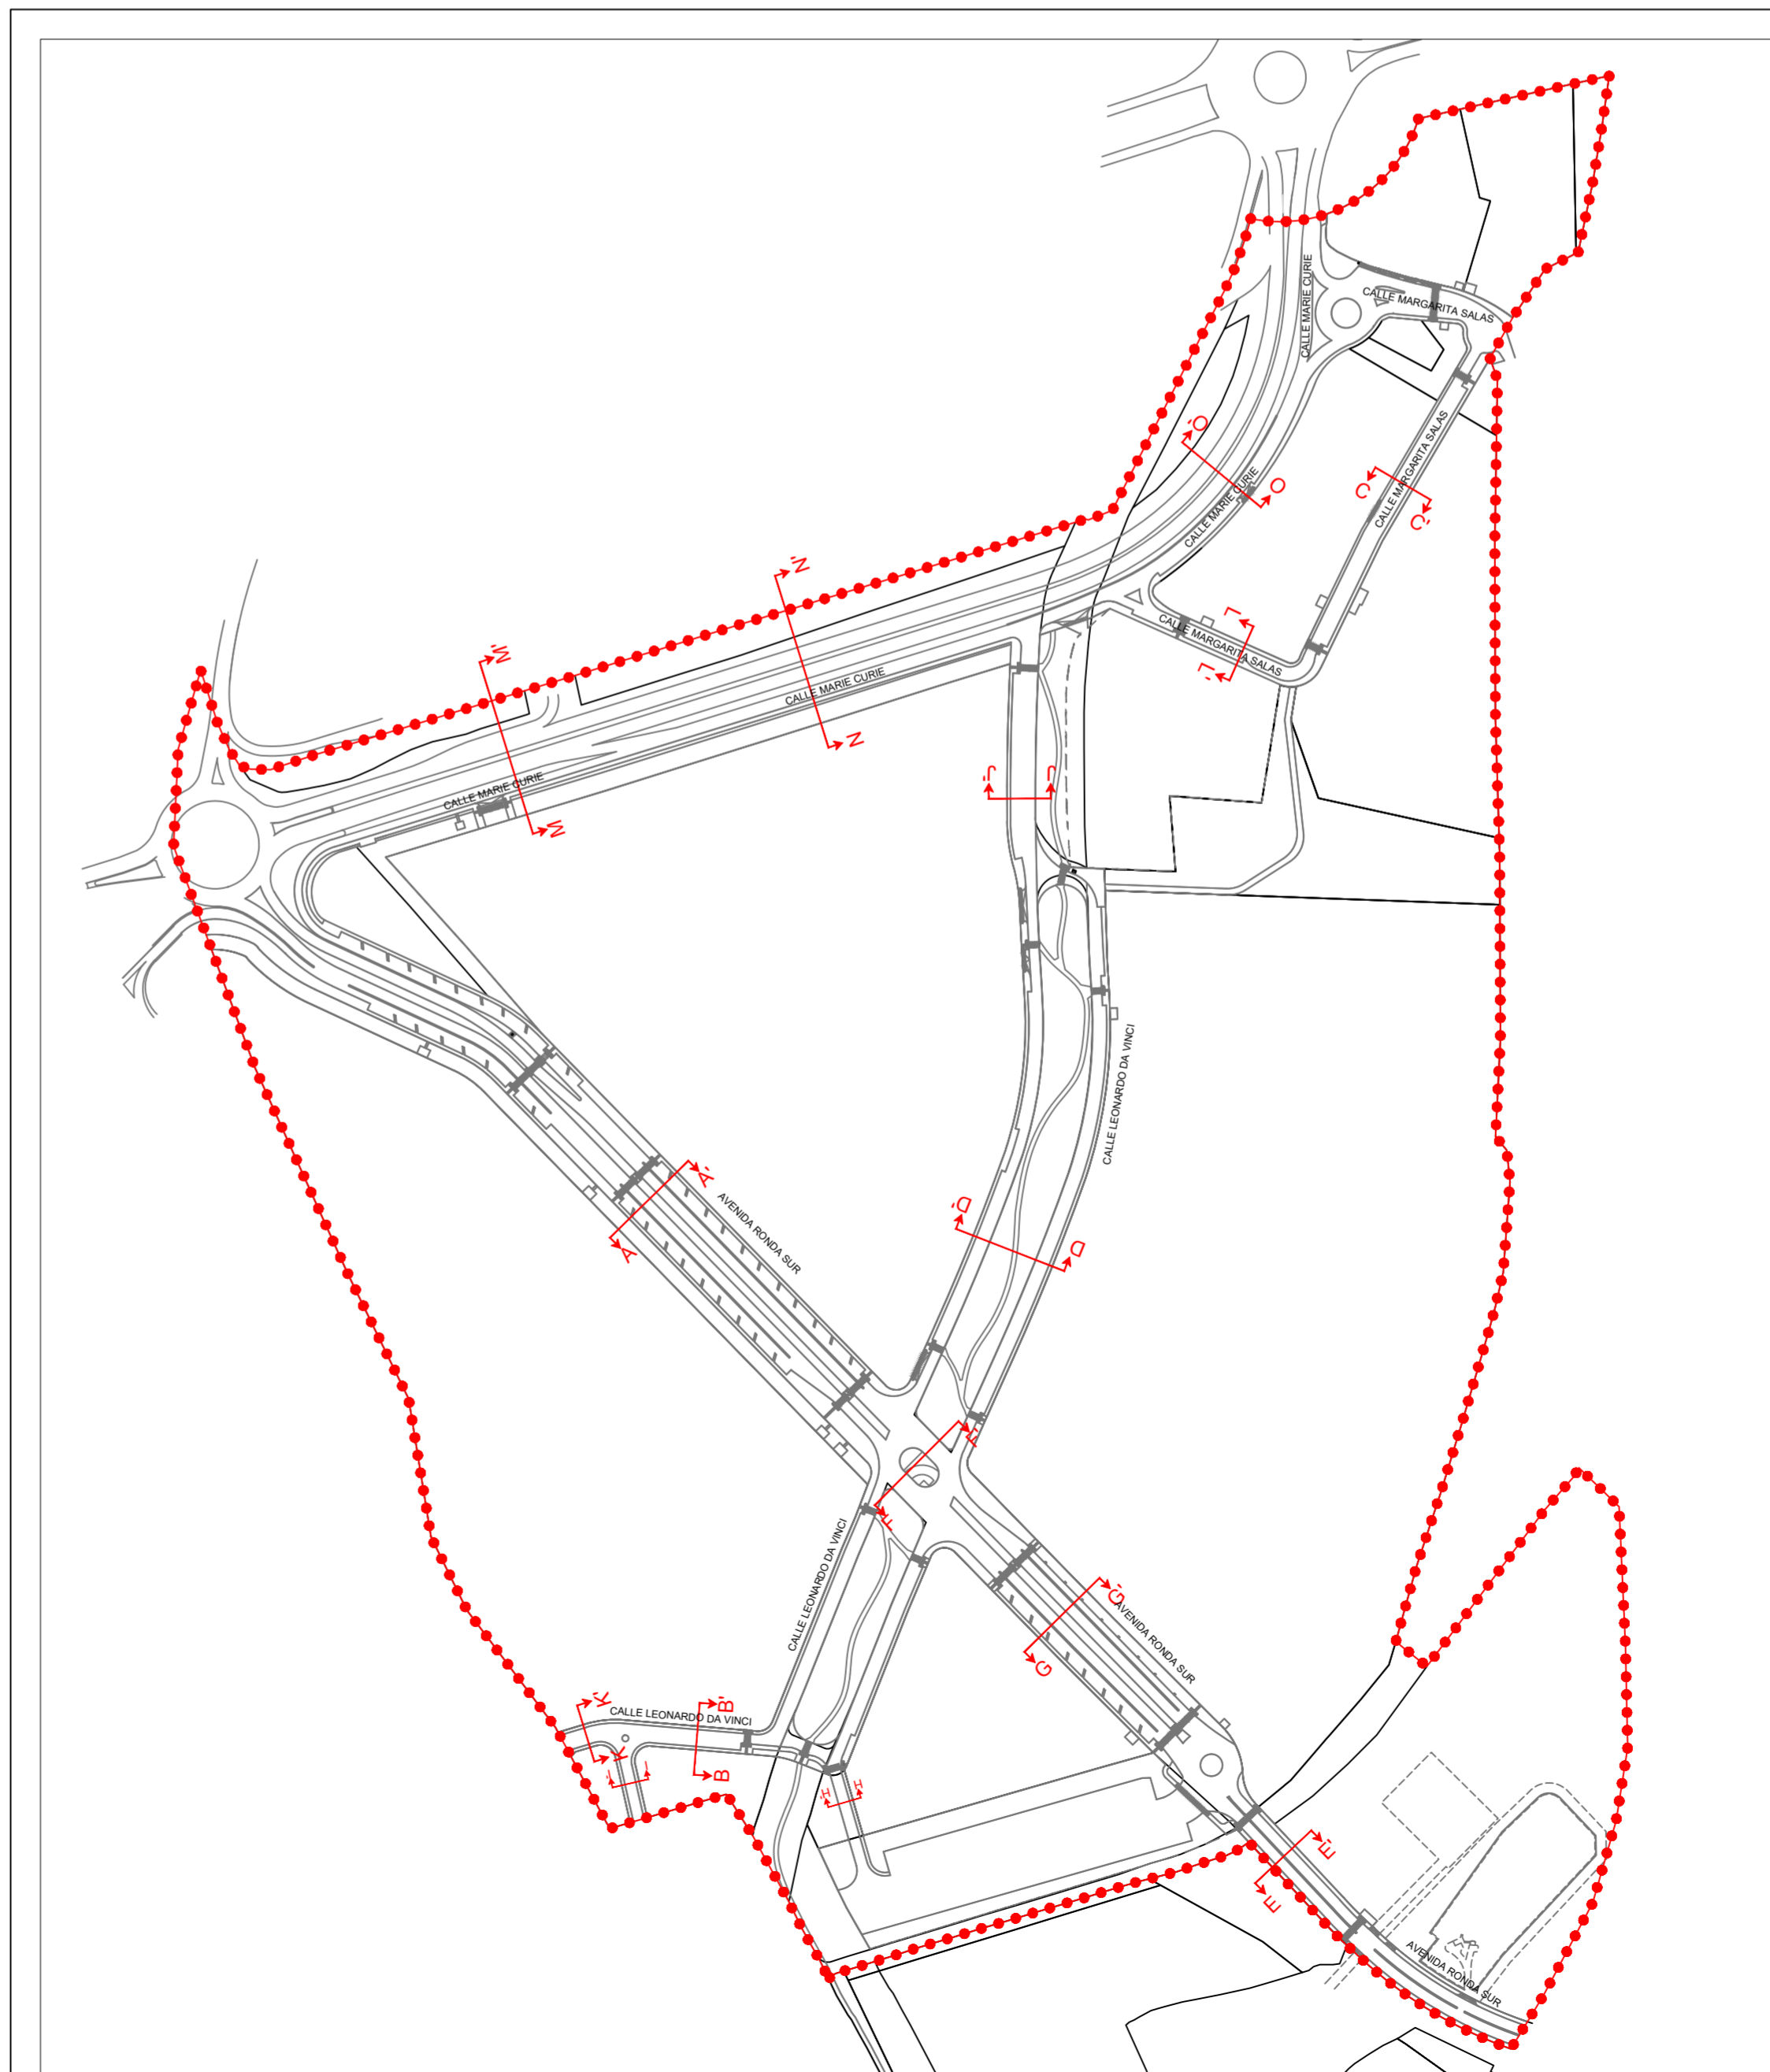 CALLE MARIE CURIE
CALLE MARGARITA SALAS
O'
O
CALLE MARIE CURIE
CALLE MARGARITA SALAS
C
C'
N'
L
CALLE MARGARITA SALAS
L'
M'
CALLE MARIE CURIE
N
J'
J
CALLE MARIE CURIE
M
CALLE LEONARDO DA VINCI
A'
A
AVENIDA RONDA SUR
D'
D
F'
F
CALLE LEONARDO DA VINCI
G'
G
AVENIDA RONDA SUR
K'
CALLE LEONARDO DA VINCI
B'
K
B
I'
I
H'
H
E'
E
AVENIDA RONDA SUR